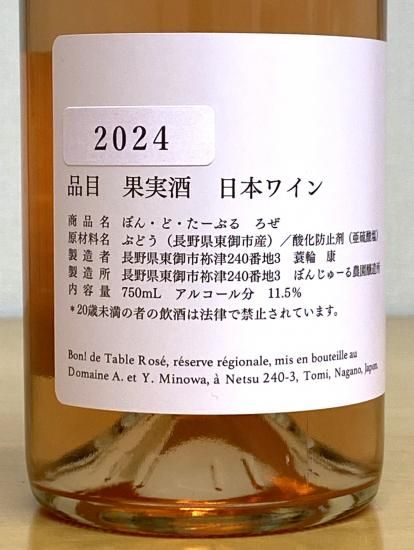 2024
品目 果実酒 日本ワイン
商品名 ぼん・ど・たーぶる ろぜ
原材料名 ぶどう（長野県東御市産）／酸化防止剤（亜硫酸塩）
製造者 長野県東御市祢津240番地3 蓑輪 康
製造所 長野県東御市祢津240番地3 ぼんじゅーる農園醸造所
内容量 750mL アルコール分 11.5%
*20歳未満の者の飲酒は法律で禁止されています。
Bon! de Table Rosé, réserve régionale, mis en bouteille au
Domaine A. et Y. Minowa, à Netsu 240-3, Tomi, Nagano, Japon.